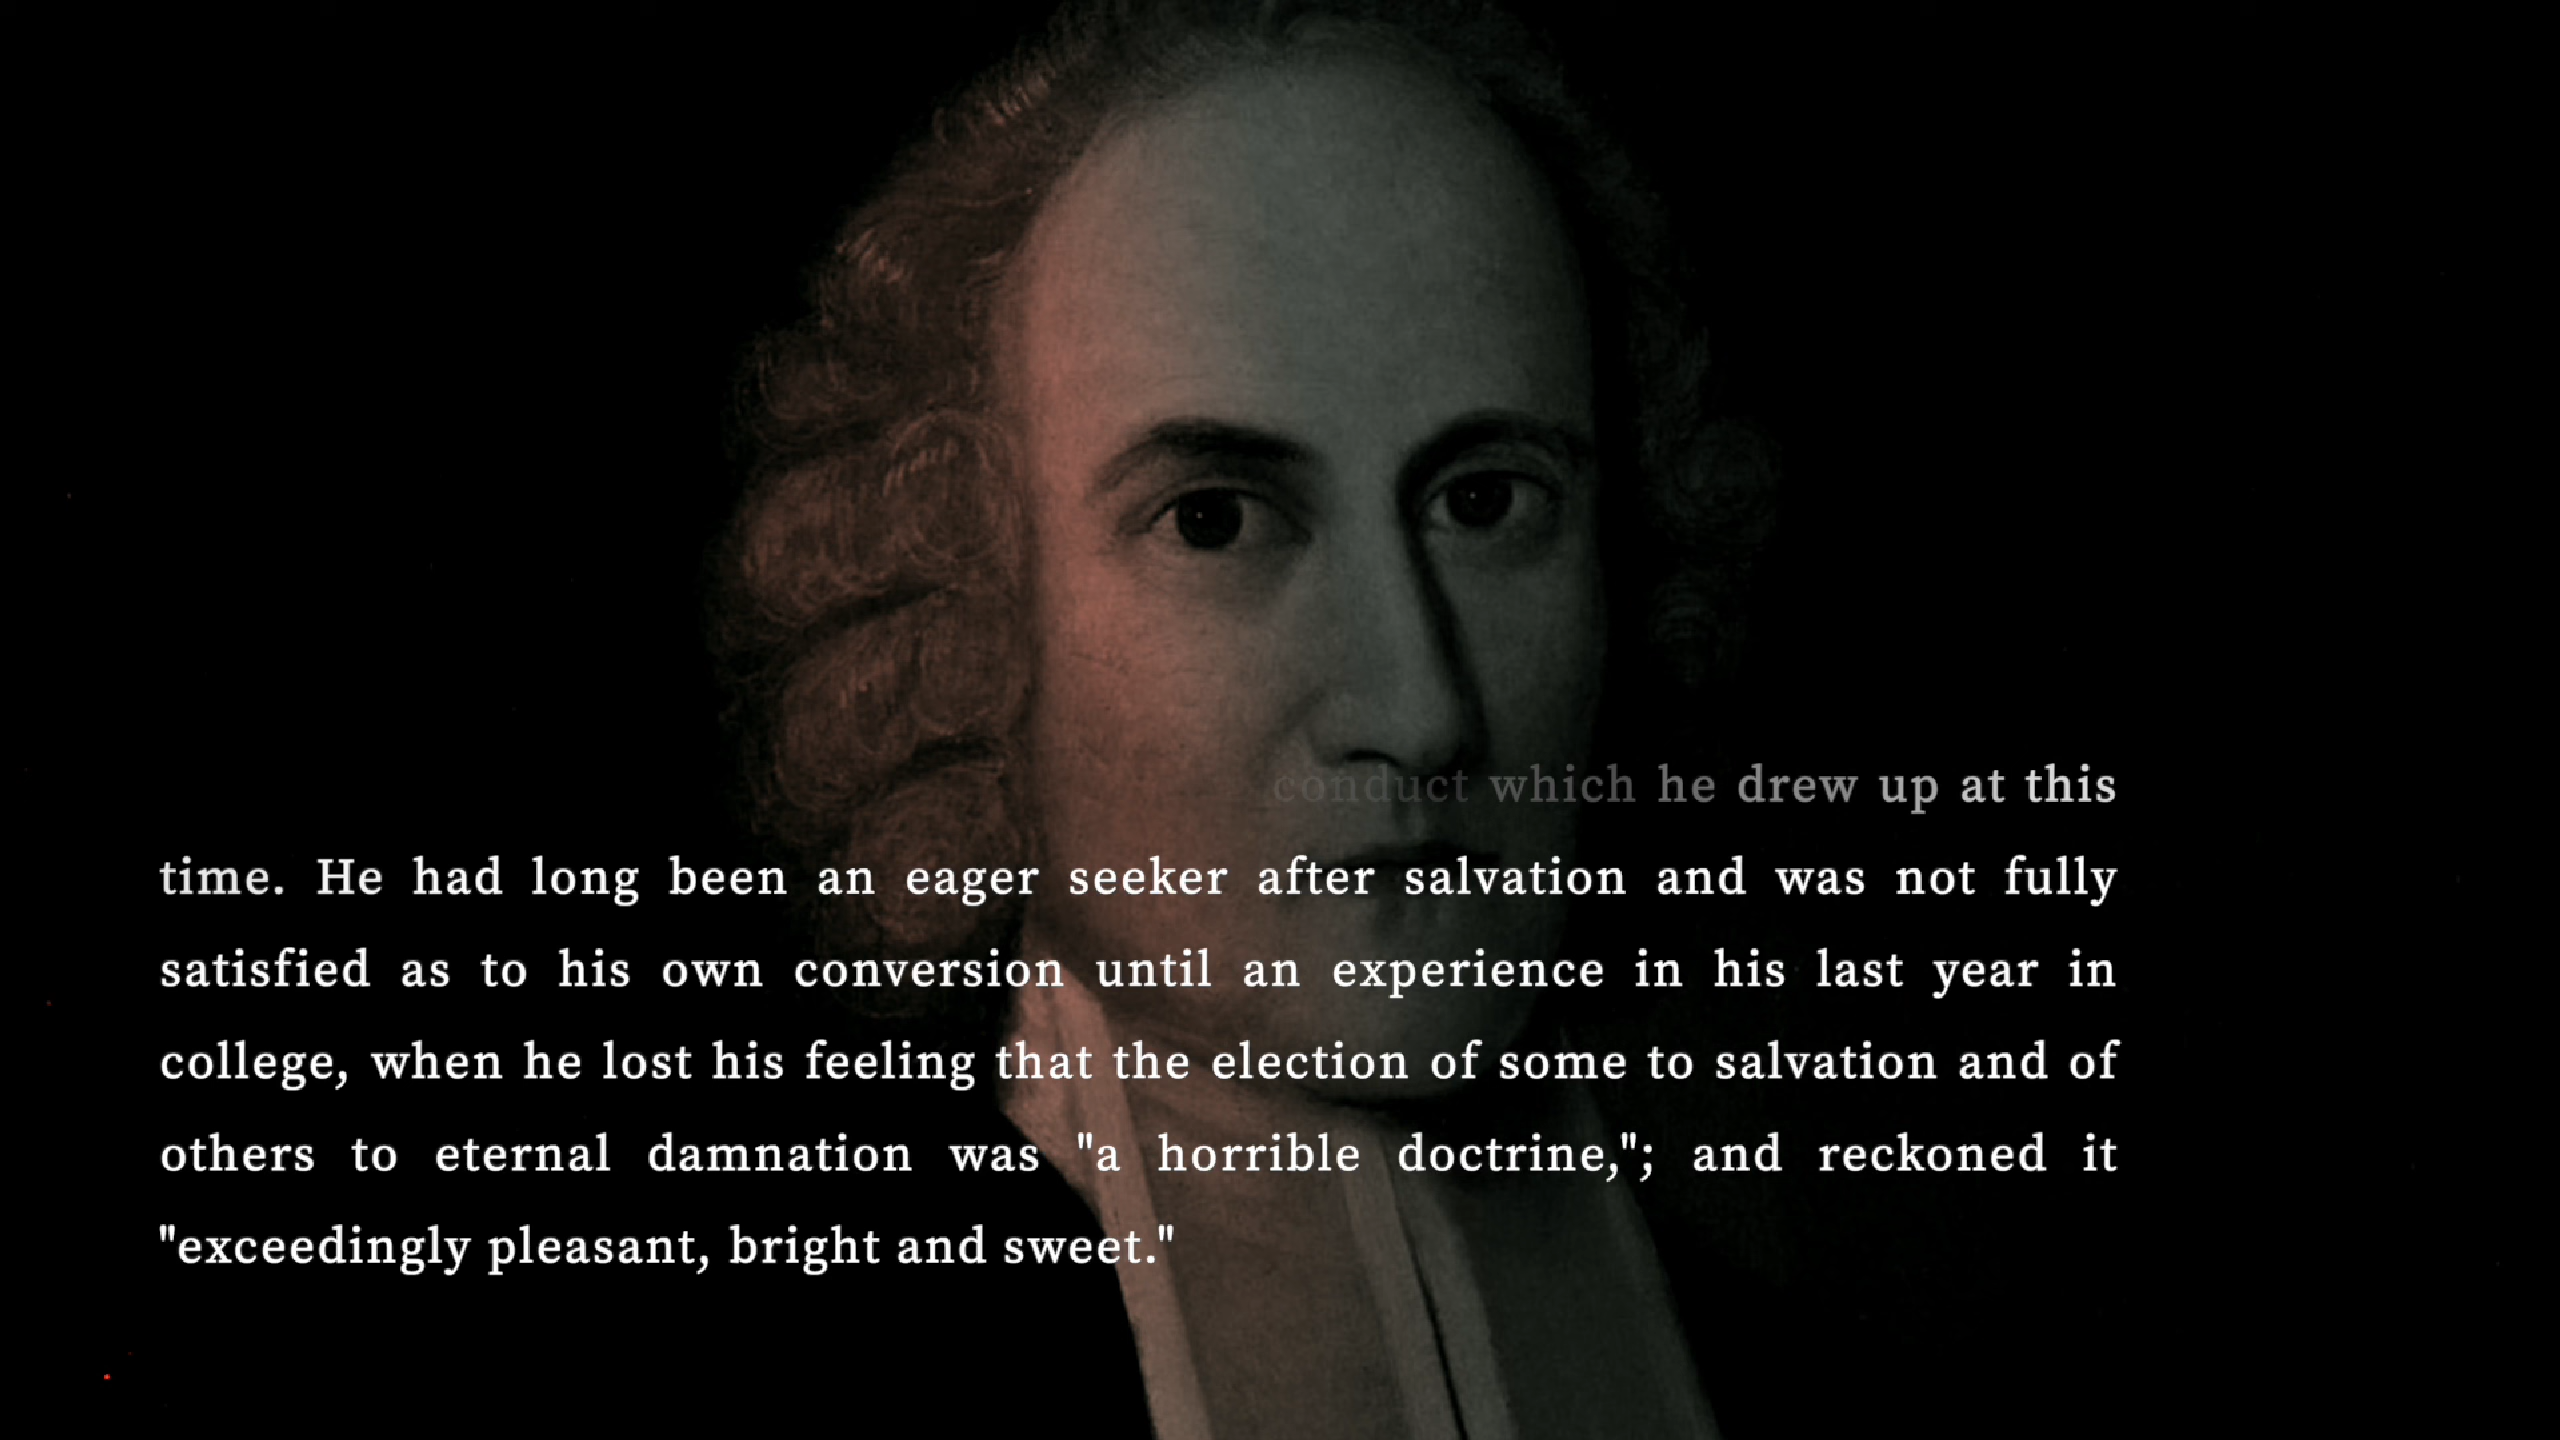 conduct which he drew up at this
time. He had long been an eager seeker after salvation and was not fully
satisfied as to his own conversion until an experience in his last year in
college, when he lost his feeling that the election of some to salvation and of
others to eternal damnation was "a horrible doctrine,"; and reckoned it
"exceedingly pleasant, bright and sweet."